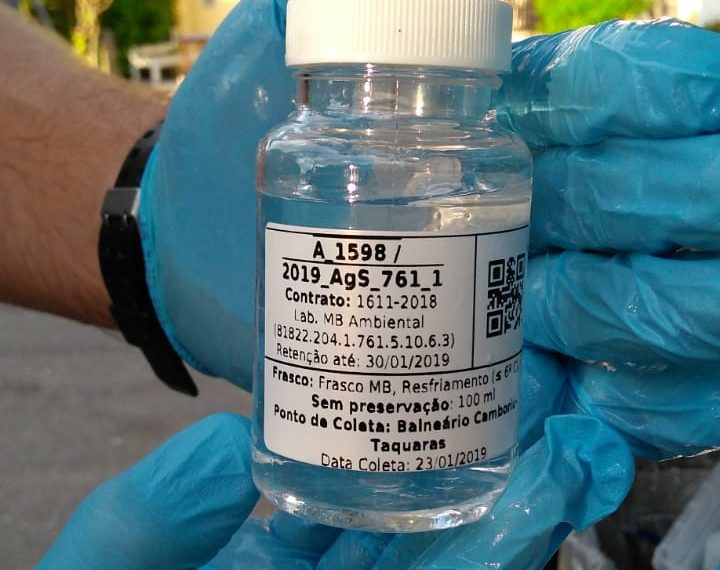 A_1598 /
2019_AgS_761_1
Contrato: 1611-2018
Lab. MB Ambiental
(81822.204.1.761.5.10.6.3)
Retenção até: 30/01/2019
Frasco: Frasco MB, Resfriamento (≤ 6º C)
Sem preservação: 100 ml
Ponto de Coleta: Balneário Camboriú-
Taquaras
Data Coleta: 23/01/2019